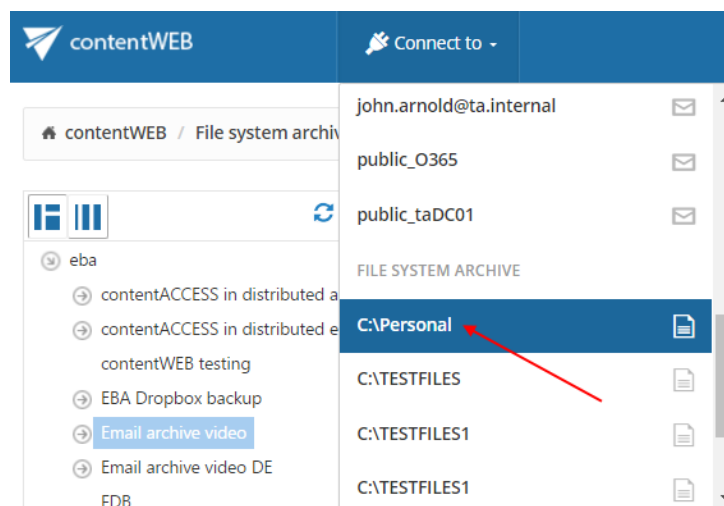 contentWEB
Connect to
contentWEB / File system archiv
eba
contentACCESS in distributed a
contentACCESS in distributed e
contentWEB testing
EBA Dropbox backup
Email archive video
Email archive video DE
FDB
john.arnold@ta.internal
public_O365
public_taDC01
FILE SYSTEM ARCHIVE
C:\Personal
C:\TESTFILES
C:\TESTFILES1
C:\TESTFILES1